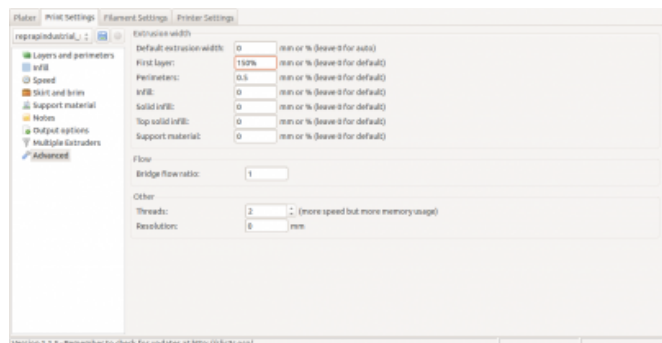 Plater Print Settings Filament Settings Printer Settings
reprapindustrial_
Layers and perimeters
Infill
Speed
Skirt and brim
Support material
Notes
Output options
Multiple Extruders
Advanced
Extrusion width
Default extrusion width: 0 mm or % (leave 0 for auto)
First layer: 150% mm or % (leave 0 for default)
Perimeters: 0.5 mm or % (leave 0 for default)
Infill: 0 mm or % (leave 0 for default)
Solid infill: 0 mm or % (leave 0 for default)
Top solid infill: 0 mm or % (leave 0 for default)
Support material: 0 mm or % (leave 0 for default)
Flow
Bridge flow ratio: 1
Other
Threads: 2 (more speed but more memory usage)
Resolution: 0 mm